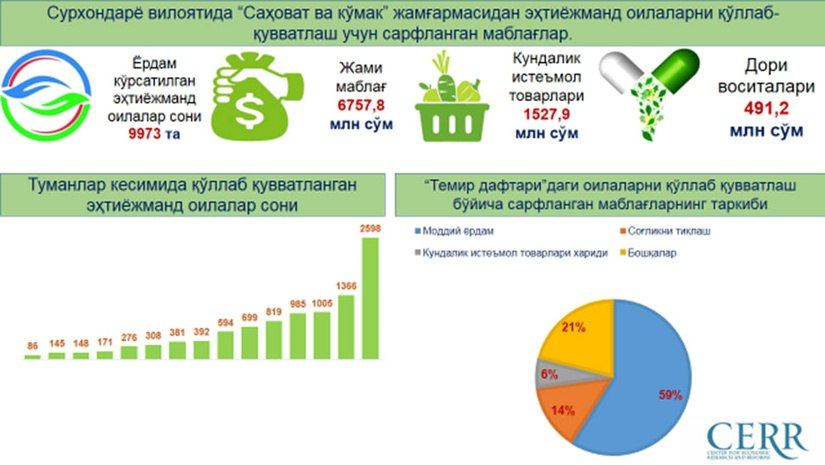 Сурхондарё вилоятида “Саҳоват ва кўмак” жамғармасидан эҳтиёжманд оилаларни қўллаб-
қувватлаш учун сарфланган маблағлар.
Ёрдам
кўрсатилган
эҳтиёжманд
оилалар сони
9973 та
Жами
маблағ
6757,8
млн сўм
Кундалик
истеъмол
товарлари
1527,9
млн сўм
Дори
воситалари
491,2
млн сўм
Туманлар кесимида қўллаб қувватланган
эҳтиёжманд оилалар сони
86 145 148 171 276 308 381 392 594 699 819 985 1005 1366 2598
“Темир дафтари”даги оилаларни қўллаб қувватлаш
бўйича сарфланган маблағларнинг таркиби
Моддий ёрдам
Соғликни тиклаш
Кундалик истеъмол товарлари хариди
Бошқалар
21%
6%
14%
59%
CERR
CENTER FOR ECONOMIC
RESEARCH AND REFORMS